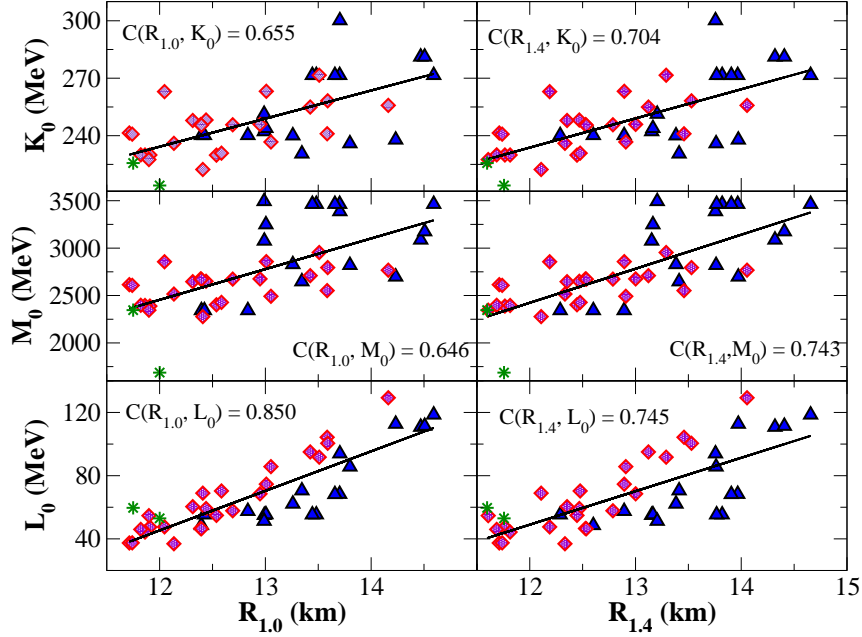 300
270
240
K₀ (MeV)
C(R₁.₀, K₀) = 0.655
C(R₁.₄, K₀) = 0.704
3500
3000
2500
2000
M₀ (MeV)
C(R₁.₀, M₀) = 0.646
C(R₁.₄,M₀) = 0.743
120
80
40
L₀ (MeV)
C(R₁.₀, L₀) = 0.850
C(R₁.₄, L₀) = 0.745
12 13 14 12 13 14 15
R₁.₀ (km) R₁.₄ (km)